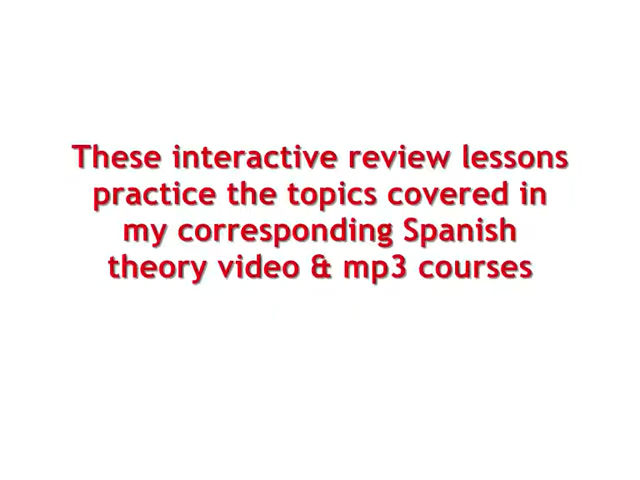 These interactive review lessons
practice the topics covered in
my corresponding Spanish
theory video & mp3 courses